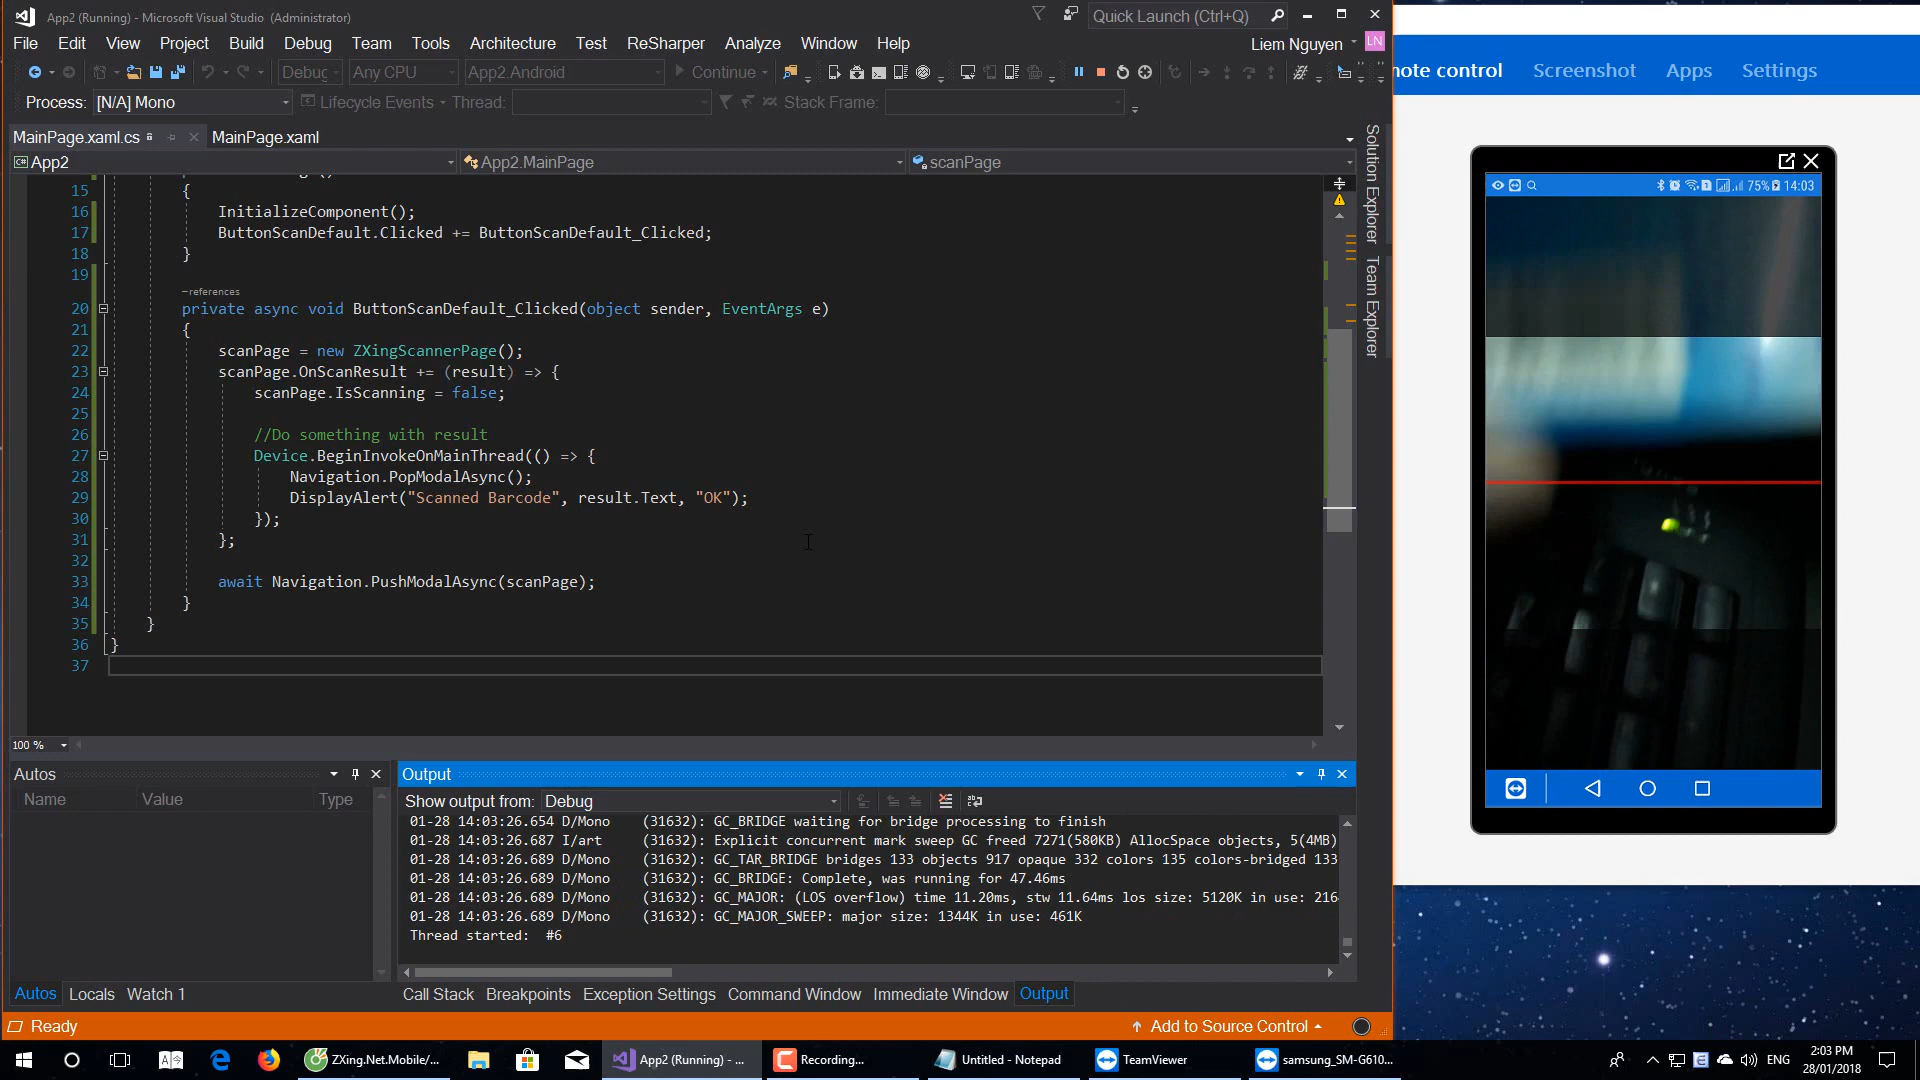 App2 (Running) - Microsoft Visual Studio (Administrator)
Quick Launch (Ctrl+Q)
File Edit View Project Build Debug Team Tools Architecture Test ReSharper Analyze Window Help
Liem Nguyen LN
Debug Any CPU App2.Android Continue
Process: [N/A] Mono Lifecycle Events Thread: Stack Frame:
MainPage.xaml.cs MainPage.xaml
App2 App2.MainPage scanPage
15 {
16 InitializeComponent();
17 ButtonScanDefault.Clicked += ButtonScanDefault_Clicked;
18 }
19
–references
20 private async void ButtonScanDefault_Clicked(object sender, EventArgs e)
21 {
22 scanPage = new ZXingScannerPage();
23 scanPage.OnScanResult += (result) => {
24 scanPage.IsScanning = false;
25
26 //Do something with result
27 Device.BeginInvokeOnMainThread(() => {
28 Navigation.PopModalAsync();
29 DisplayAlert("Scanned Barcode", result.Text, "OK");
30 });
31 };
32
33 await Navigation.PushModalAsync(scanPage);
34 }
35 }
36 }
37
100 %
Solution Explorer
Team Explorer
Autos
Name Value Type
Autos Locals Watch 1
Output
Show output from: Debug
01-28 14:03:26.654 D/Mono (31632): GC_BRIDGE waiting for bridge processing to finish
01-28 14:03:26.687 I/art (31632): Explicit concurrent mark sweep GC freed 7271(580KB) AllocSpace objects, 5(4MB)
01-28 14:03:26.689 D/Mono (31632): GC_TAR_BRIDGE bridges 133 objects 917 opaque 332 colors 135 colors-bridged 133
01-28 14:03:26.689 D/Mono (31632): GC_BRIDGE: Complete, was running for 47.46ms
01-28 14:03:26.689 D/Mono (31632): GC_MAJOR: (LOS overflow) time 11.20ms, stw 11.64ms los size: 5120K in use: 216
01-28 14:03:26.689 D/Mono (31632): GC_MAJOR_SWEEP: major size: 1344K in use: 461K
Thread started: #6
Call Stack Breakpoints Exception Settings Command Window Immediate Window Output
Ready
Add to Source Control
note control Screenshot Apps Settings
75% 14:03
ZXing.Net.Mobile/...
App2 (Running) - ...
Recording...
Untitled - Notepad
TeamViewer
samsung_SM-G610...
ENG
2:03 PM
28/01/2018